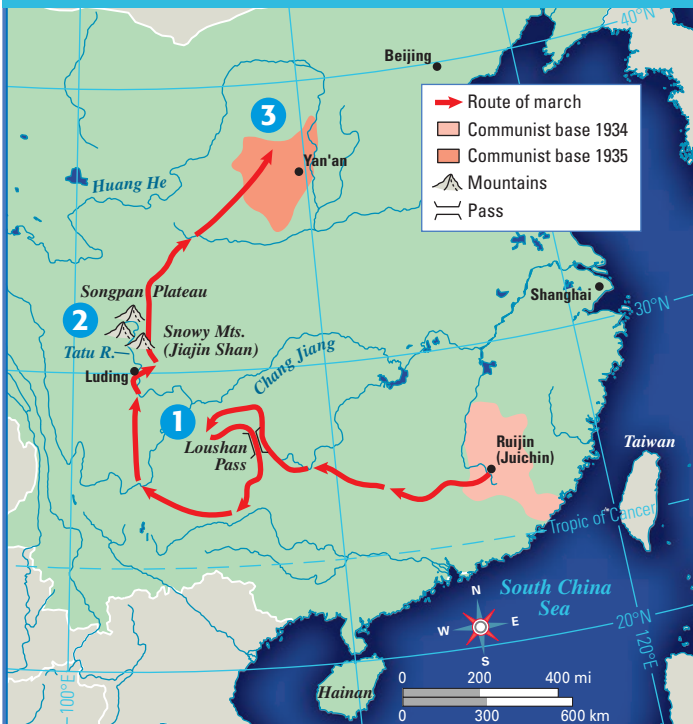 40°N
Beijing
Route of march
Communist base 1934
Communist base 1935
Mountains
Pass
3
Yan'an
Huang He
Songpan Plateau
2
Snowy Mts.
(Jiajin Shan)
Tatu R.
Luding
Shanghai
30°N
Chang Jiang
1
Loushan
Pass
Ruijin
(Juichin)
Taiwan
Tropic of Cancer
South China
Sea
N
W
E
S
20°N
120°E
100°E
Hainan
0 200 400 mi
0 300 600 km